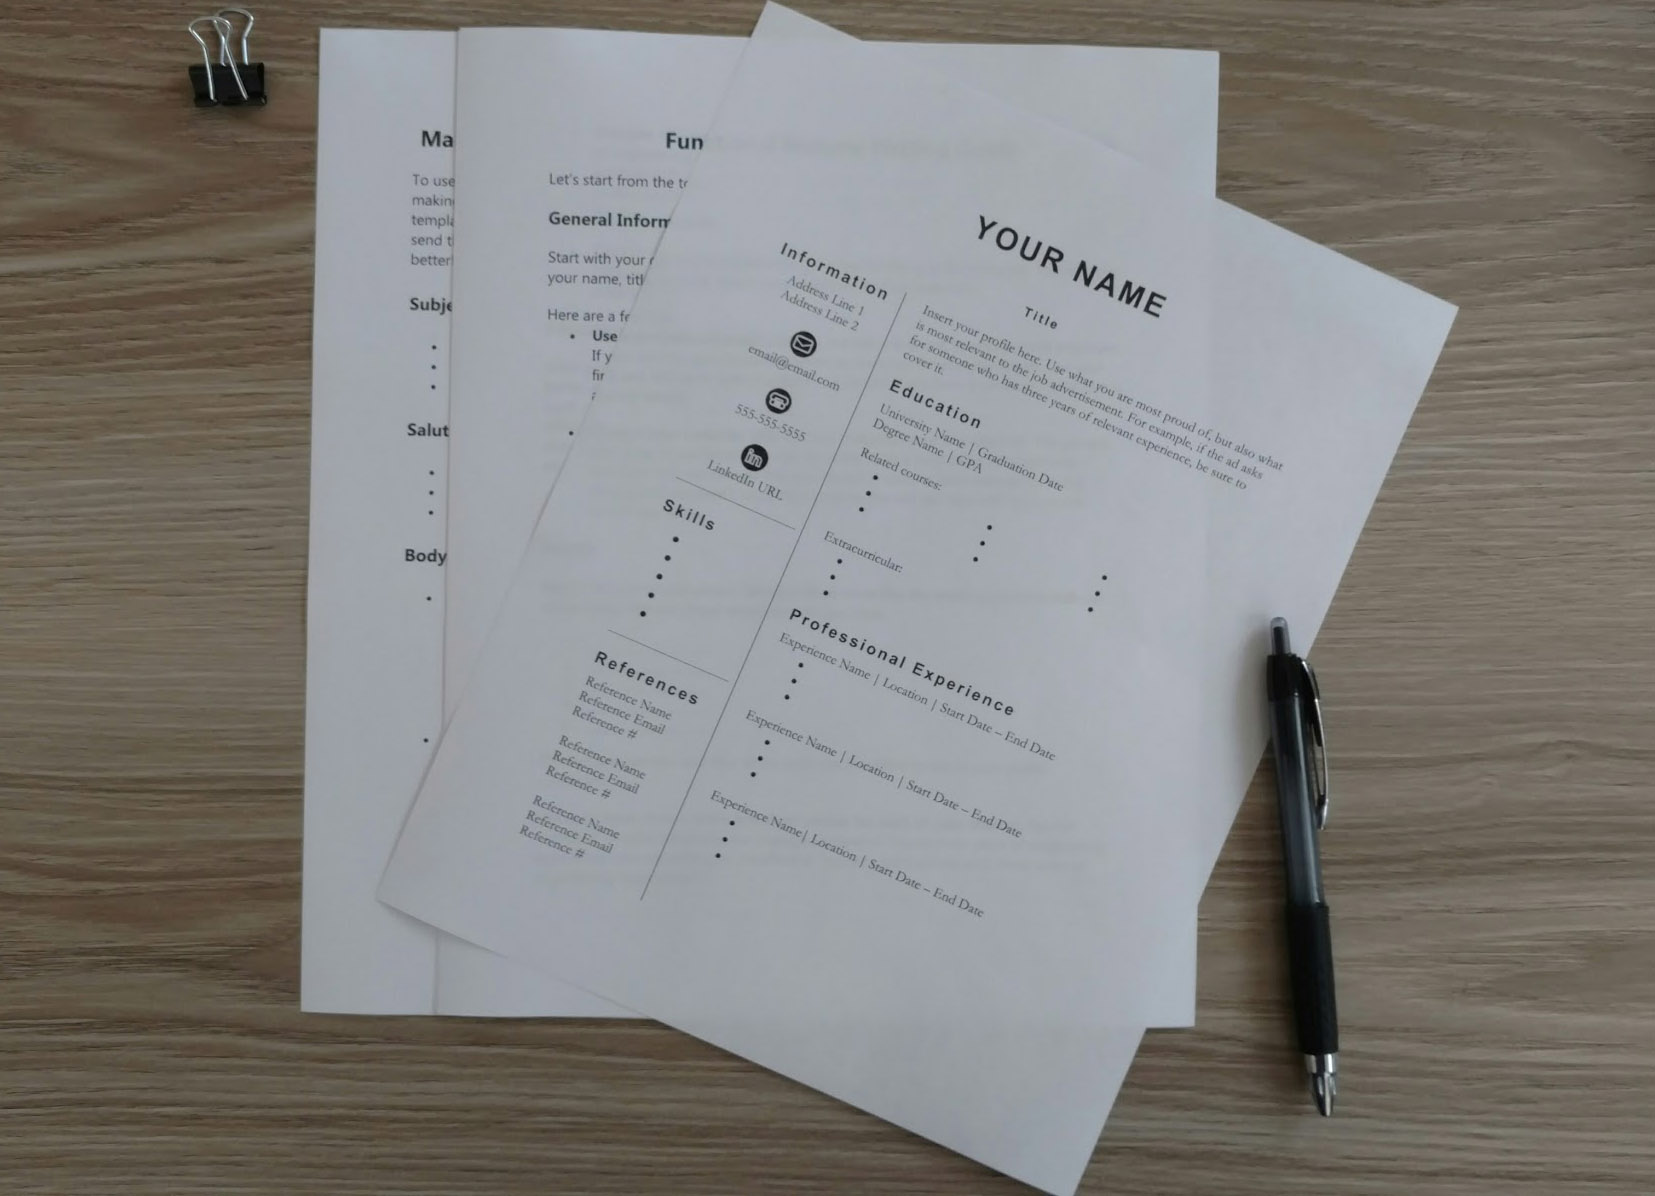 Ma
To use
making
templa
send t
better
Subje
Salut
Body
Fun
Let's start from the to
General Inform
Start with your
your name, titl
Here are a fe
Use
If y
fir
YOUR NAME
Title
Information
Address Line 1
Address Line 2
email@email.com
555-555-5555
in
LinkedIn URL
Skills
References
Reference Name
Reference Email
Reference #
Reference Name
Reference Email
Reference #
Reference Name
Reference Email
Reference #
Insert your profile here. Use what you are most proud of, but also what
is most relevant to the job advertisement. For example, if the ad asks
for someone who has three years of relevant experience, be sure to
cover it.
Education
University Name | Graduation Date
Degree Name | GPA
Related courses:
Extracurricular:
Professional Experience
Experience Name | Location | Start Date – End Date
Experience Name | Location | Start Date – End Date
Experience Name| Location | Start Date – End Date